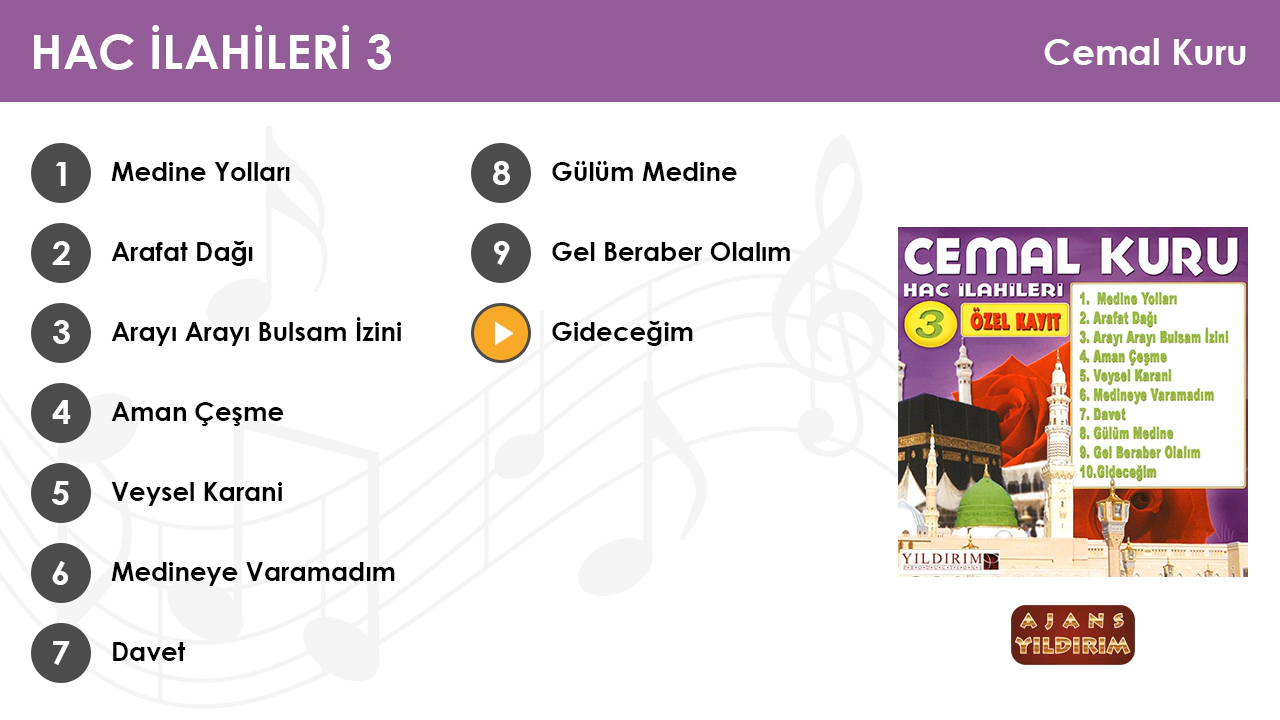 HAC İLAHİLERİ 3
Cemal Kuru
1 Medine Yolları
2 Arafat Dağı
3 Arayı Arayı Bulsam İzini
4 Aman Çeşme
5 Veysel Karani
6 Medineye Varamadım
7 Davet
8 Gülüm Medine
9 Gel Beraber Olalım
Gideceğim
CEMAL KURU
HAC İLAHİLERİ
3 ÖZEL KAYIT
1. Medine Yolları
2. Arafat Dağı
3. Arayı Arayı Bulsam İzini
4. Aman Çeşme
5. Veysel Karani
6. Medineye Varamadım
7. Davet
8. Gülüm Medine
9. Gel Beraber Olalım
10.Gideceğim
YILDIRIM
AJANS
YILDIRIM